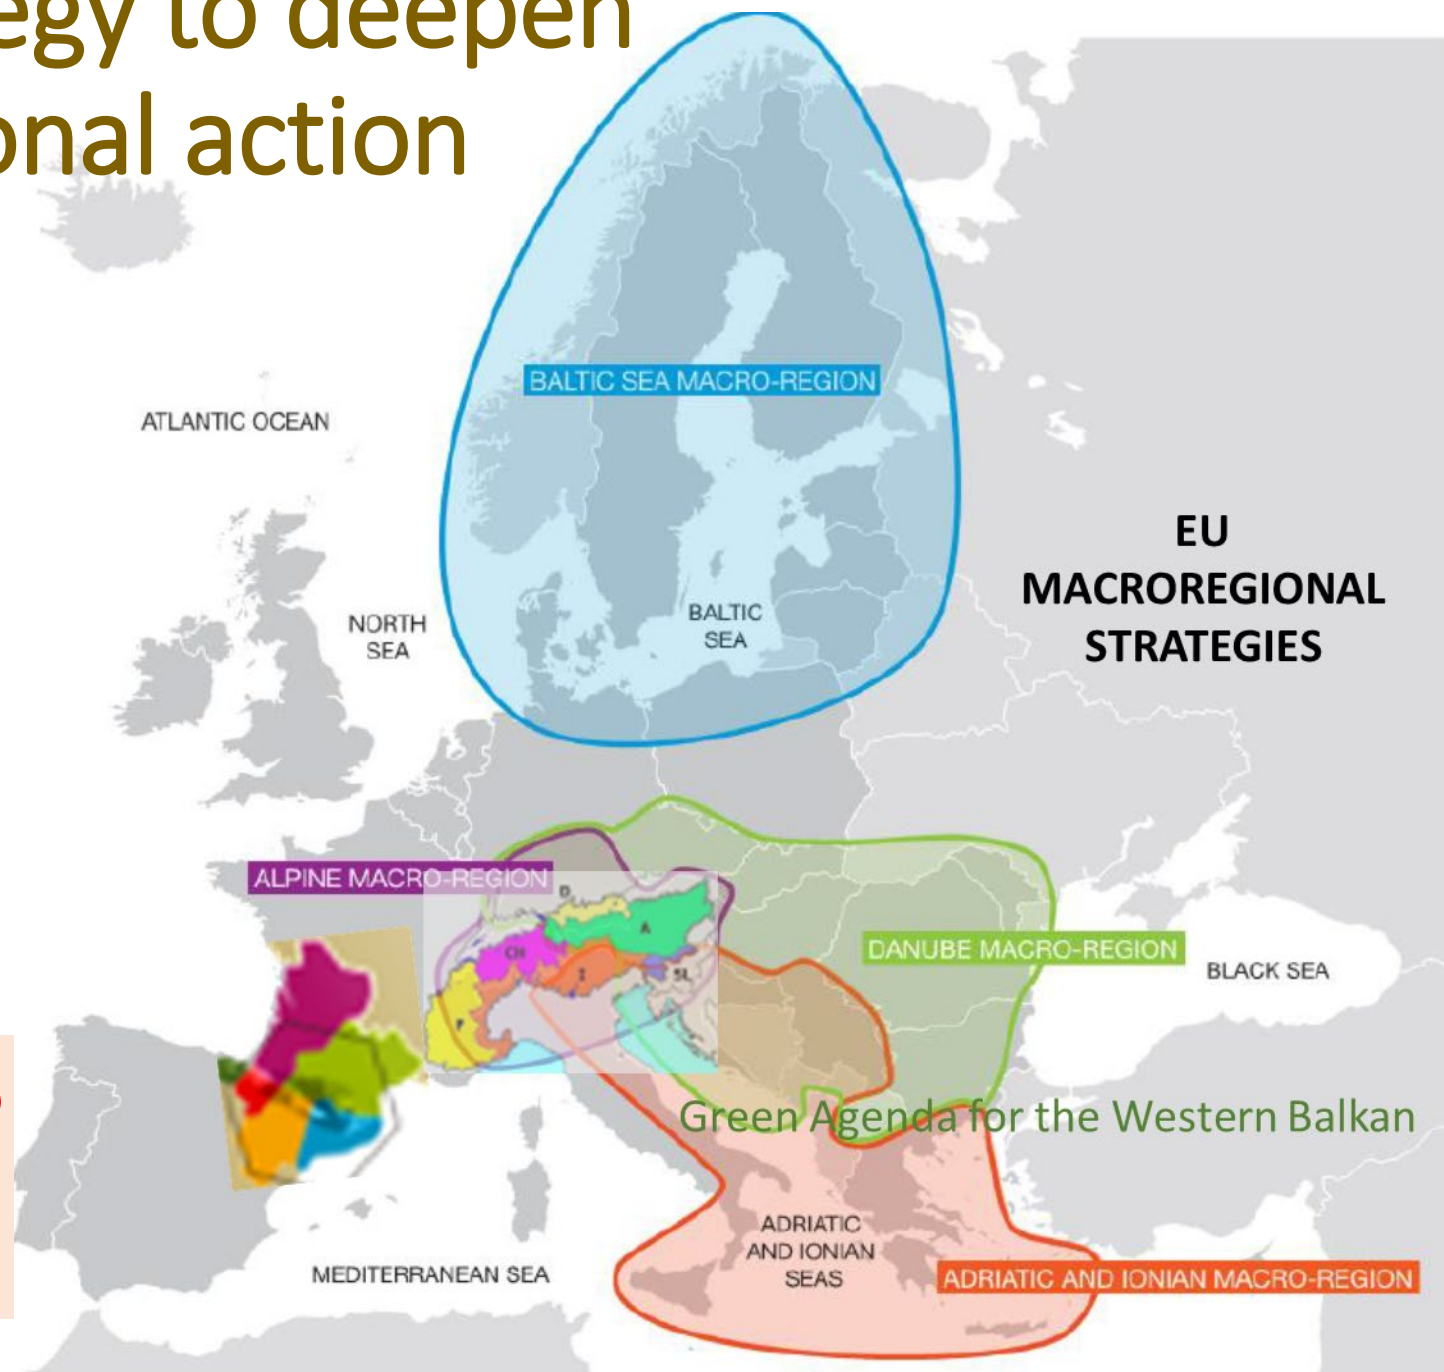 egy to deepen
onal action
BALTIC SEA MACRO-REGION
ATLANTIC OCEAN
EU
MACROREGIONAL
STRATEGIES
NORTH
SEA
BALTIC
SEA
ALPINE MACRO-REGION
D
A
CH
I
SL
F
DANUBE MACRO-REGION
BLACK SEA
Green Agenda for the Western Balkan
ADRIATIC
AND IONIAN
SEAS
MEDITERRANEAN SEA
ADRIATIC AND IONIAN MACRO-REGION